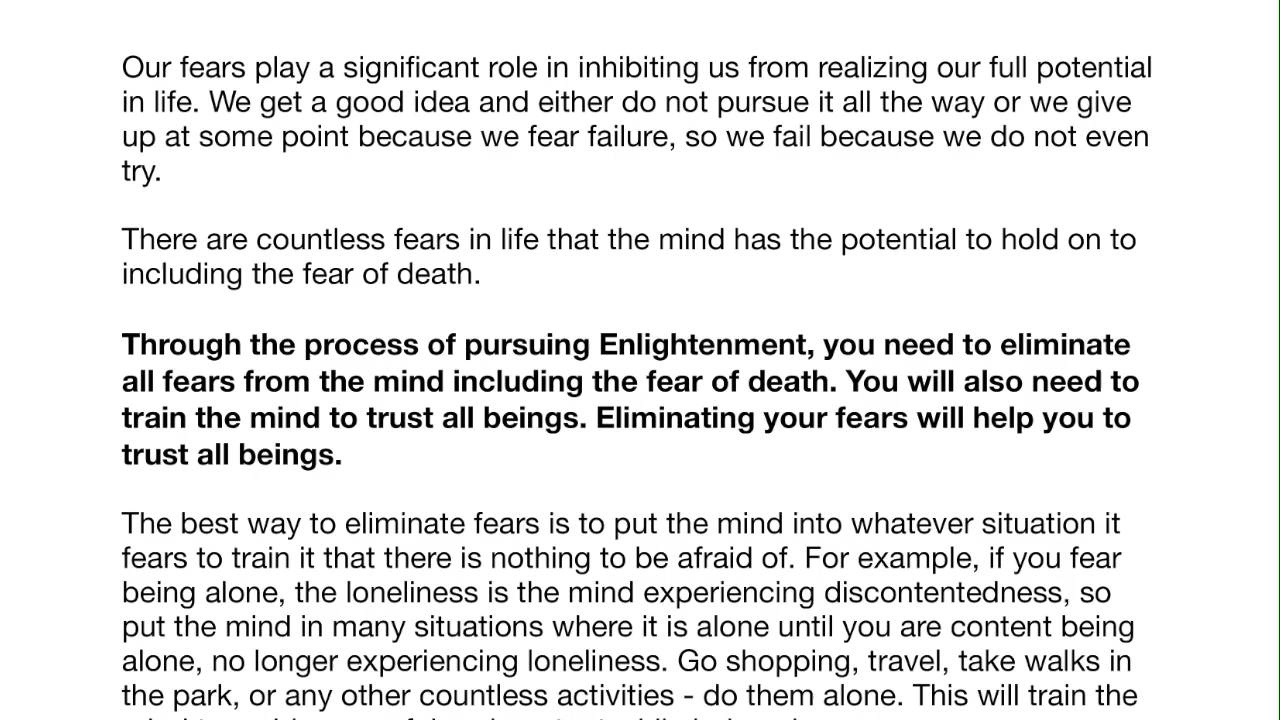 Our fears play a significant role in inhibiting us from realizing our full potential
in life. We get a good idea and either do not pursue it all the way or we give
up at some point because we fear failure, so we fail because we do not even
try.
There are countless fears in life that the mind has the potential to hold on to
including the fear of death.
Through the process of pursuing Enlightenment, you need to eliminate
all fears from the mind including the fear of death. You will also need to
train the mind to trust all beings. Eliminating your fears will help you to
trust all beings.
The best way to eliminate fears is to put the mind into whatever situation it
fears to train it that there is nothing to be afraid of. For example, if you fear
being alone, the loneliness is the mind experiencing discontentedness, so
put the mind in many situations where it is alone until you are content being
alone, no longer experiencing loneliness. Go shopping, travel, take walks in
the park, or any other countless activities - do them alone. This will train the